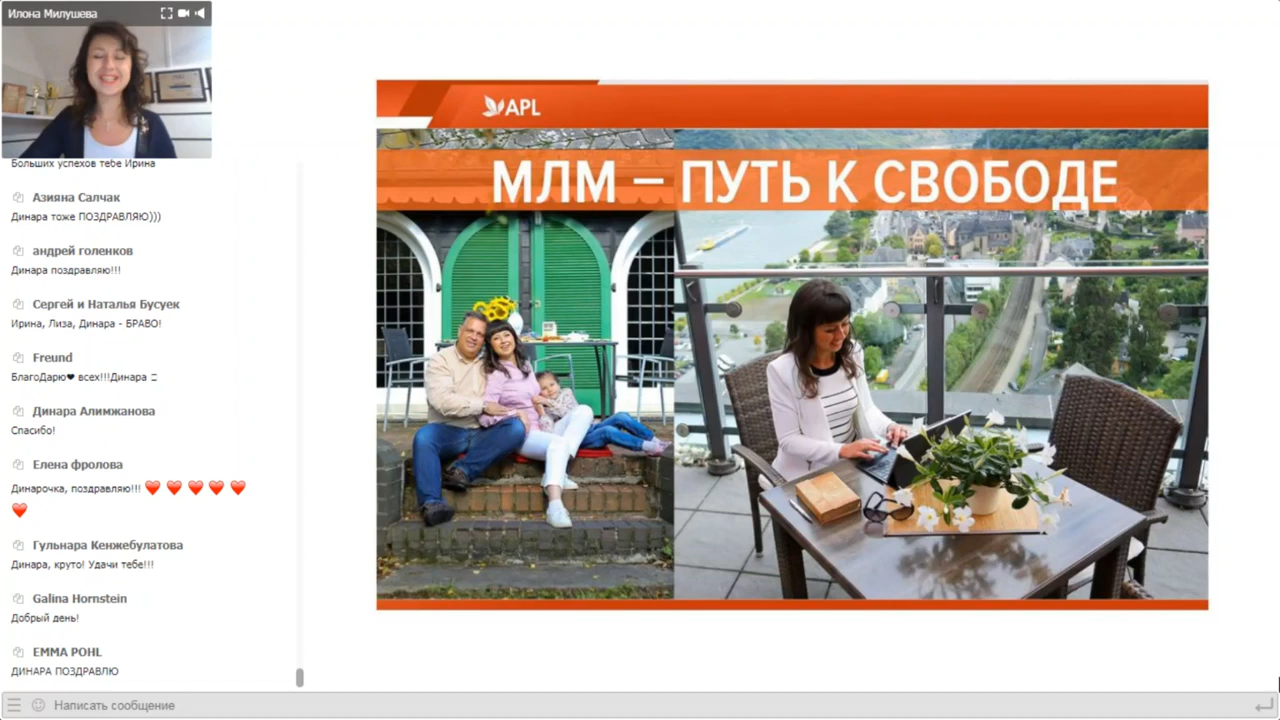 Илона Милушева
Больших успехов тебе Ирина
Азияна Салчак
Динара тоже ПОЗДРАВЛЯЮ)))
андрей голенков
Динара поздравляю!!!
Сергей и Наталья Бусуек
Ирина, Лиза, Динара - БРАВО!
Freund
БлагоДарю❤ всех!!!Динара
Динара Алимжанова
Спасибо!
Елена фролова
Динарочка, поздравляю!!! ❤ ❤ ❤ ❤ ❤
❤
Гульнара Кенжебулатова
Динара, круто! Удачи тебе!!!
Galina Hornstein
Добрый день!
EMMA POHL
ДИНАРА ПОЗДРАВЛЮ
Написать сообщение
APL
МЛМ – ПУТЬ К СВОБОДЕ